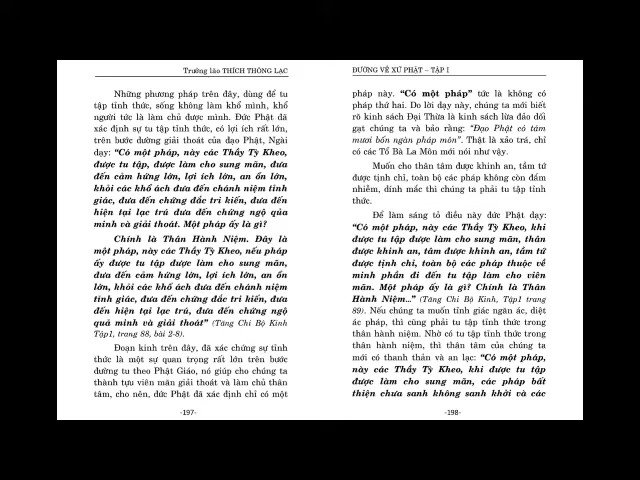 Trưởng lão THÍCH THÔNG LẠC
Những phương pháp trên đây, dùng để tu
tập tỉnh thức, sống không làm khổ mình, khổ
người tức là làm chủ được mình. Đức Phật đã
xác định sự tu tập tỉnh thức, có lợi ích rất lớn,
trên bước đường giải thoát của đạo Phật, Ngài
dạy: “Có một pháp, này các Thầy Tỳ Kheo,
được tu tập, được làm cho sung mãn, đưa
đến cảm hứng lớn, lợi ích lớn, an ổn lớn,
khỏi các khổ ách đưa đến chánh niệm tỉnh
giác, đưa đến chứng đắc tri kiến, đưa đến
hiện tại lạc trú đưa đến chứng ngộ qủa
minh và giải thoát. Một pháp ấy là gì?
Chính là Thân Hành Niệm. Đây là
một pháp, này các Thầy Tỳ Kheo, nếu pháp
ấy được tu tập được làm cho sung mãn,
đưa đến cảm hứng lớn, lợi ích lớn, an ổn
lớn, khỏi các khổ ách đưa đến chánh niệm
tỉnh giác, đưa đến chứng đắc tri kiến, đưa
đến hiện tại lạc trú, đưa đến chứng ngộ
quả minh và giải thoát” (Tăng Chi Bộ Kinh
Tập1, trang 88, bài 2-8).
Đoạn kinh trên đây, đã xác chứng sự tỉnh
thức là một sự quan trọng rất lớn trên bước
đường tu theo Phật Giáo, nó giúp cho chúng ta
thành tựu viên mãn giải thoát và làm chủ thân
tâm, cho nên, đức Phật đã xác định chỉ có một
-197-
ĐƯỜNG VỀ XỨ PHẬT – TẬP I
pháp này. “Có một pháp” tức là không có
pháp thứ hai. Do lời dạy này, chúng ta mới biết
rõ kinh sách Đại Thừa là kinh sách lừa đảo dối
gạt chúng ta và bảo rằng: “Đạo Phật có tám
mươi bốn ngàn pháp môn”. Thật là xảo trá, chỉ
có các Tổ Bà La Môn mới nói như vậy.
Muốn cho thân tâm được khinh an, tầm tứ
được tịnh chỉ, toàn bộ các pháp không còn đắm
nhiễm, dính mắc thì chúng ta phải tu tập tỉnh
thức.
Để làm sáng tỏ điều này đức Phật dạy:
“Có một pháp, này các Thầy Tỳ Kheo, khi
được tu tập được làm cho sung mãn, thân
được khinh an, tâm được khinh an, tầm tứ
được tịnh chỉ, toàn bộ các pháp thuộc về
minh phần đi đến tu tập làm cho viên
mãn. Một pháp ấy là gì? Chính là Thân
Hành Niệm...” (Tăng Chi Bộ Kinh, Tập1 trang
89). Nếu chúng ta muốn tỉnh giác ngăn ác, diệt
ác pháp, thì cũng phải tu tập tỉnh thức trong
thân hành niệm. Nhờ có tu tập tỉnh thức trong
thân hành niệm, thì thân tâm của chúng ta
mới có thanh thản và an lạc: “Có một pháp,
này các Thầy Tỳ Kheo, khi được tu tập
được làm cho sung mãn, các pháp bất
thiện chưa sanh không sanh khởi và các
-198-